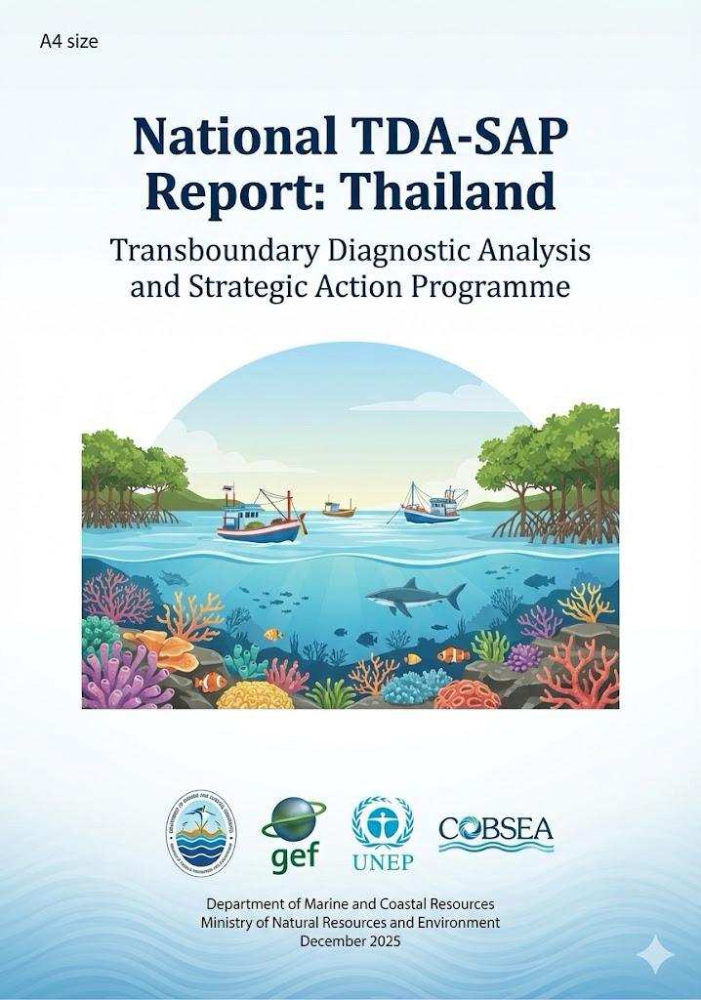 A4 size
National TDA-SAP
Report: Thailand
Transboundary Diagnostic Analysis
and Strategic Action Programme
gef
UNEP
COBSEA
Department of Marine and Coastal Resources
Ministry of Natural Resources and Environment
December 2025